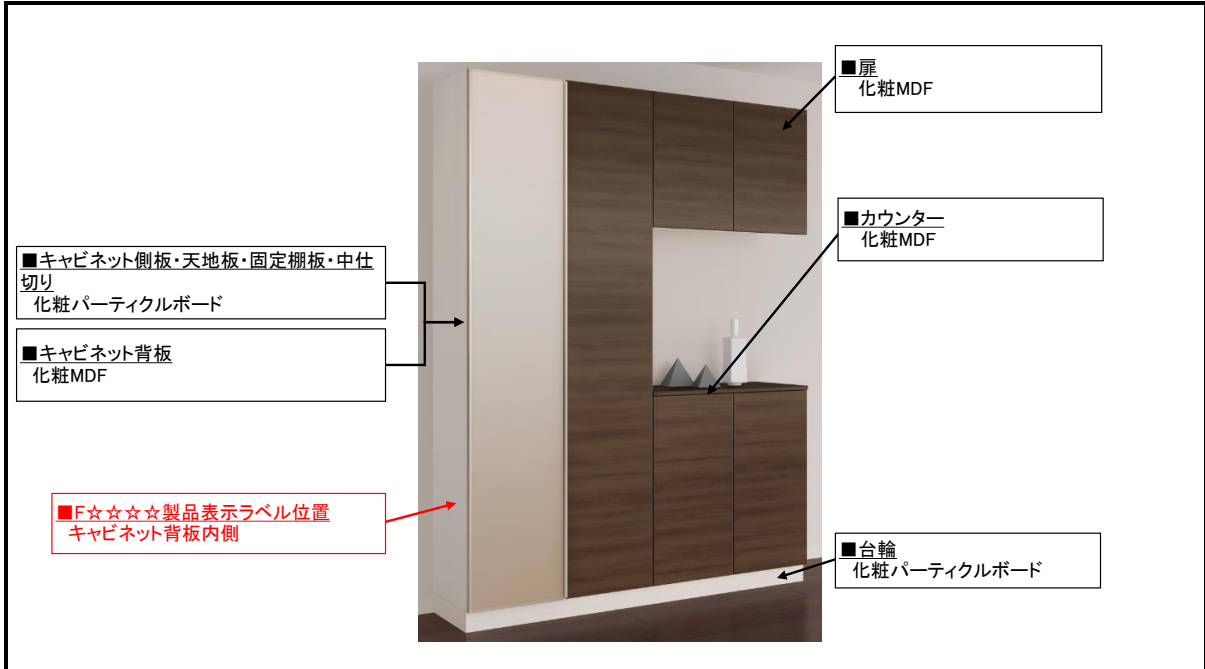 ■扉
化粧MDF
■カウンター
化粧MDF
■キャビネット側板・天地板・固定棚板・中仕
切り
化粧パーティクルボード
■キャビネット背板
化粧MDF
■F☆☆☆☆製品表示ラベル位置
キャビネット背板内側
■台輪
化粧パーティクルボード